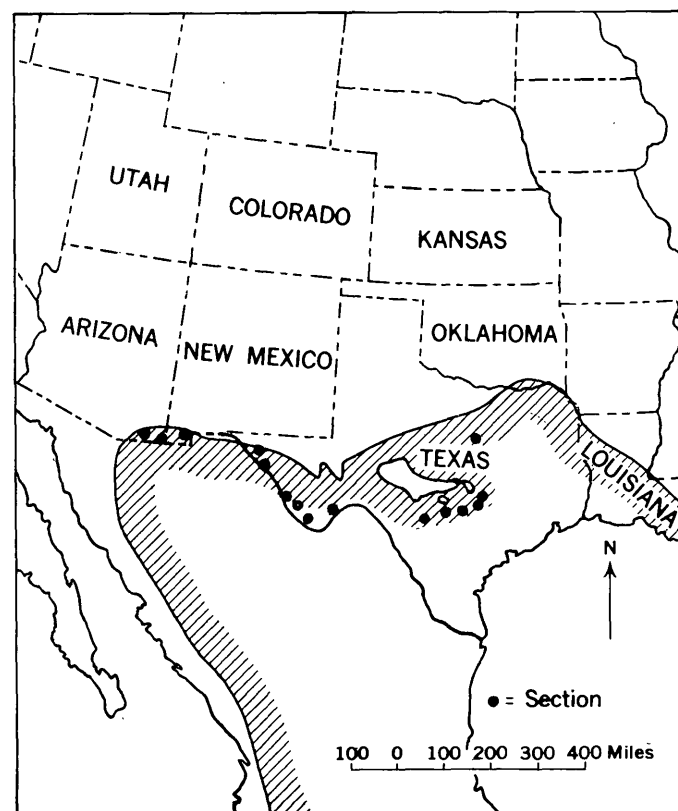 UTAH
COLORADO
KANSAS
ARIZONA
NEW MEXICO
OKLAHOMA
TEXAS
LOUISIANA
N
● = Section
100 0 100 200 300 400 Miles